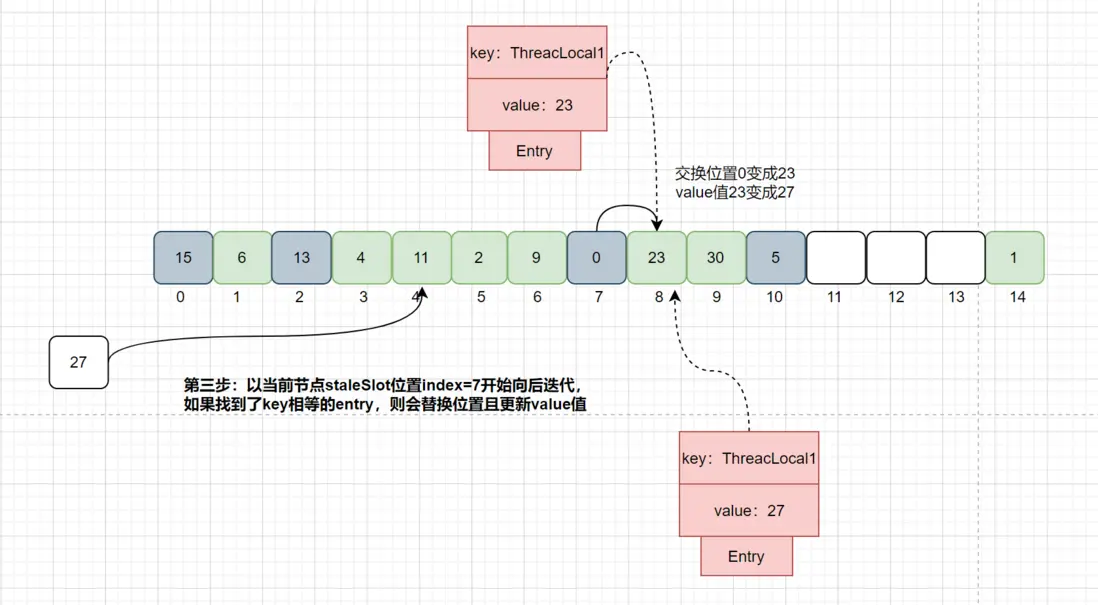 key：ThreacLocal1
value：23
Entry
交换位置0变成23
value值23变成27
15 6 13 4 11 2 9 0 23 30 5 1
0 1 2 3 4 5 6 7 8 9 10 11 12 13 14
27
第三步：以当前节点staleSlot位置index=7开始向后迭代，
如果找到了key相等的entry，则会替换位置且更新value值
key：ThreacLocal1
value：27
Entry